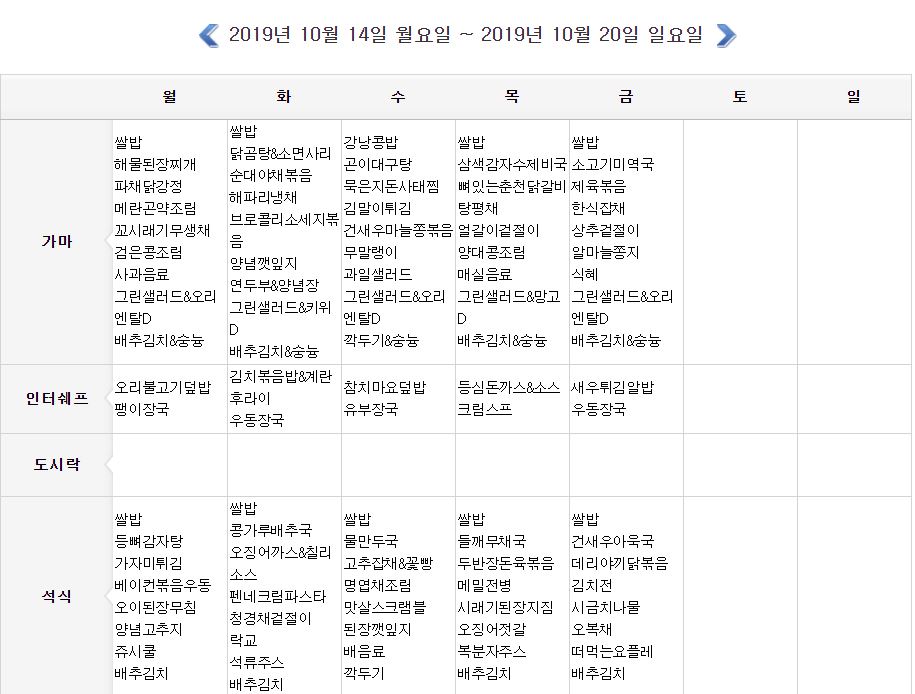 2019년 10월 14일 월요일 ~ 2019년 10월 20일 일요일
월 화 수 목 금 토 일
가마
쌀밥
해물된장찌개
파채닭강정
메란곤약조림
꼬시래기무생채
검은콩조림
사과음료
그린샐러드&오리
엔탈D
배추김치&숭늉
쌀밥
닭곰탕&소면사리
순대야채볶음
해파리냉채
브로콜리소세지볶
음
양념깻잎지
연두부&양념장
그린샐러드&키위
D
배추김치&숭늉
강낭콩밥
곤이대구탕
묵은지돈사태찜
김말이튀김
건새우마늘쫑볶음
무말랭이
과일샐러드
그린샐러드&오리
엔탈D
깍두기&숭늉
쌀밥
삼색감자수제비국
뼈있는춘천닭갈비
탕평채
얼갈이겉절이
양대콩조림
매실음료
그린샐러드&망고
D
배추김치&숭늉
쌀밥
소고기미역국
제육볶음
한식잡채
상추겉절이
알마늘쫑지
식혜
그린샐러드&오리
엔탈D
배추김치&숭늉
인터쉐프
오리불고기덮밥
팽이장국
김치볶음밥&계란
후라이
우동장국
참치마요덮밥
유부장국
등심돈까스&소스
크림스프
새우튀김알밥
우동장국
도시락
석식
쌀밥
등뼈감자탕
가자미튀김
베이컨볶음우동
오이된장무침
양념고추지
쥬시쿨
배추김치
쌀밥
콩가루배추국
오징어까스&칠리
소스
펜네크림파스타
청경채겉절이
락교
석류주스
배추김치
쌀밥
물만두국
고추잡채&꽃빵
명엽채조림
맛살스크램블
된장깻잎지
배음료
깍두기
쌀밥
들깨무채국
두반장돈육볶음
메밀전병
시래기된장지짐
오징어젓갈
복분자주스
배추김치
쌀밥
건새우아욱국
데리야끼닭볶음
김치전
시금치나물
오복채
떠먹는요플레
배추김치